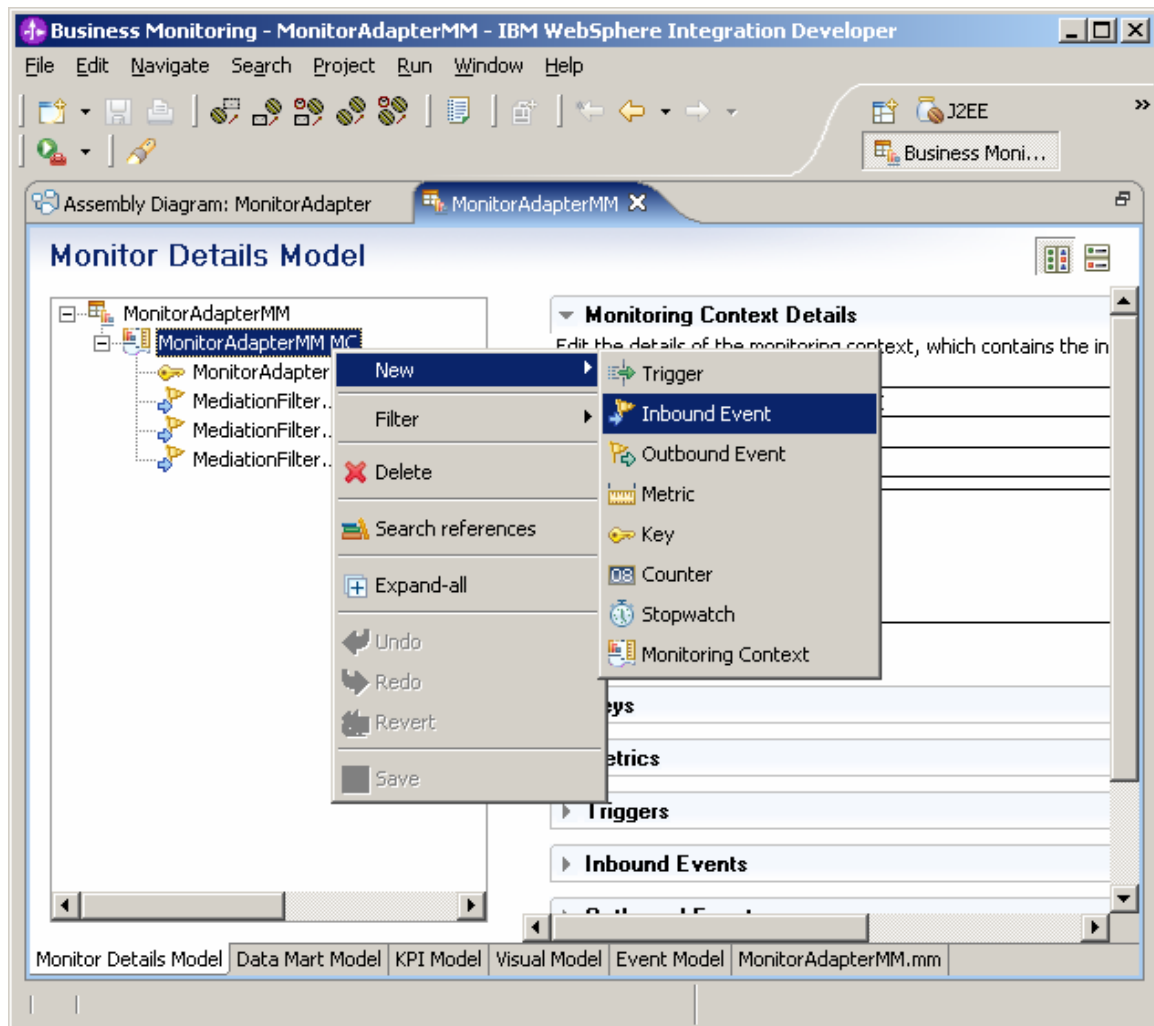 Business Monitoring - MonitorAdapterMM - IBM WebSphere Integration Developer
File Edit Navigate Search Project Run Window Help
J2EE
»
Business Moni...
Assembly Diagram: MonitorAdapter
MonitorAdapterMM
Monitor Details Model
MonitorAdapterMM
MonitorAdapterMM MC
MonitorAdapter
MediationFilter..
MediationFilter..
MediationFilter..
Monitoring Context Details
Edit the details of the monitoring context, which contains the in
New
Filter
Delete
Search references
Expand-all
Undo
Redo
Revert
Save
Trigger
Inbound Event
Outbound Event
Metric
Key
Counter
Stopwatch
Monitoring Context
eys
etrics
Triggers
Inbound Events
Monitor Details Model Data Mart Model KPI Model Visual Model Event Model MonitorAdapterMM.mm